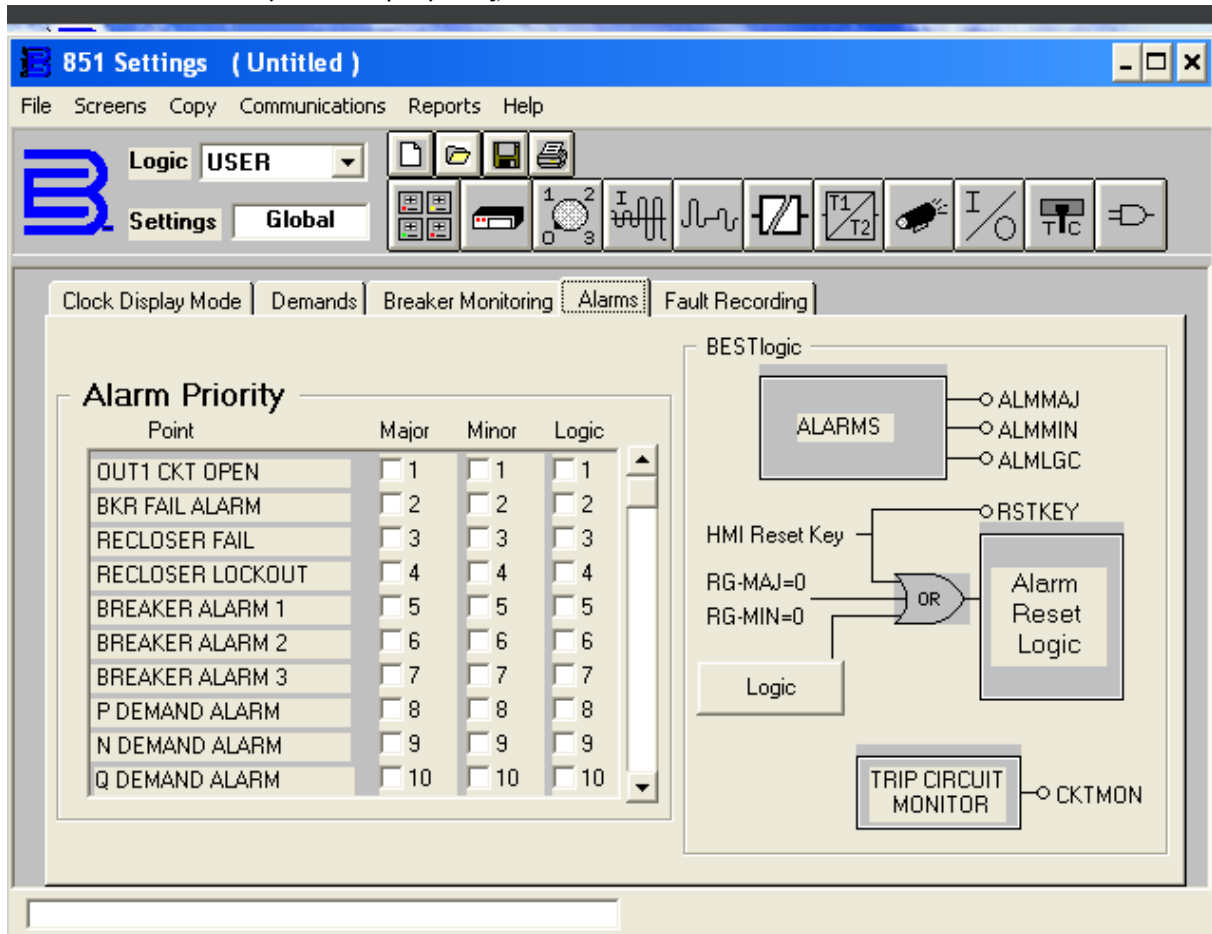 851 Settings ( Untitled )
File Screens Copy Communications Reports Help
Logic USER
Settings Global
1 2
0 3
I
T1
T2
I
O
T C
Clock Display Mode Demands Breaker Monitoring Alarms Fault Recording
Alarm Priority
Point Major Minor Logic
OUT1 CKT OPEN 1 1 1
BKR FAIL ALARM 2 2 2
RECLOSER FAIL 3 3 3
RECLOSER LOCKOUT 4 4 4
BREAKER ALARM 1 5 5 5
BREAKER ALARM 2 6 6 6
BREAKER ALARM 3 7 7 7
P DEMAND ALARM 8 8 8
N DEMAND ALARM 9 9 9
Q DEMAND ALARM 10 10 10
BESTlogic
ALARMS
ALMMAJ
ALMMIN
ALMLGC
RSTKEY
HMI Reset Key
RG-MAJ=0
RG-MIN=0
OR
Alarm
Reset
Logic
Logic
TRIP CIRCUIT
MONITOR
CKTMON